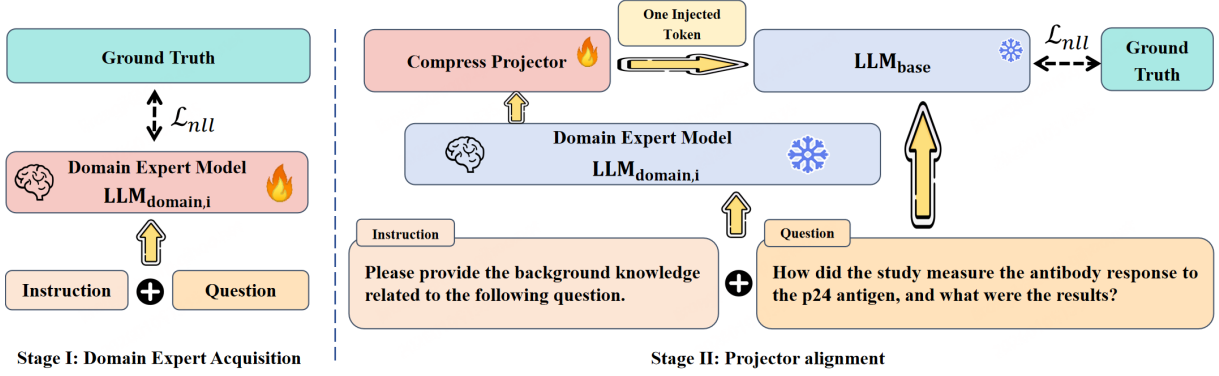 Ground Truth
ℒnll
Domain Expert Model
LLMdomain,i
Instruction
Question
Stage I: Domain Expert Acquisition
One Injected
Token
Compress Projector
LLMbase
ℒnll
Ground
Truth
Domain Expert Model
LLMdomain,i
Instruction
Please provide the background knowledge
related to the following question.
Question
How did the study measure the antibody response to
the p24 antigen, and what were the results?
Stage II: Projector alignment